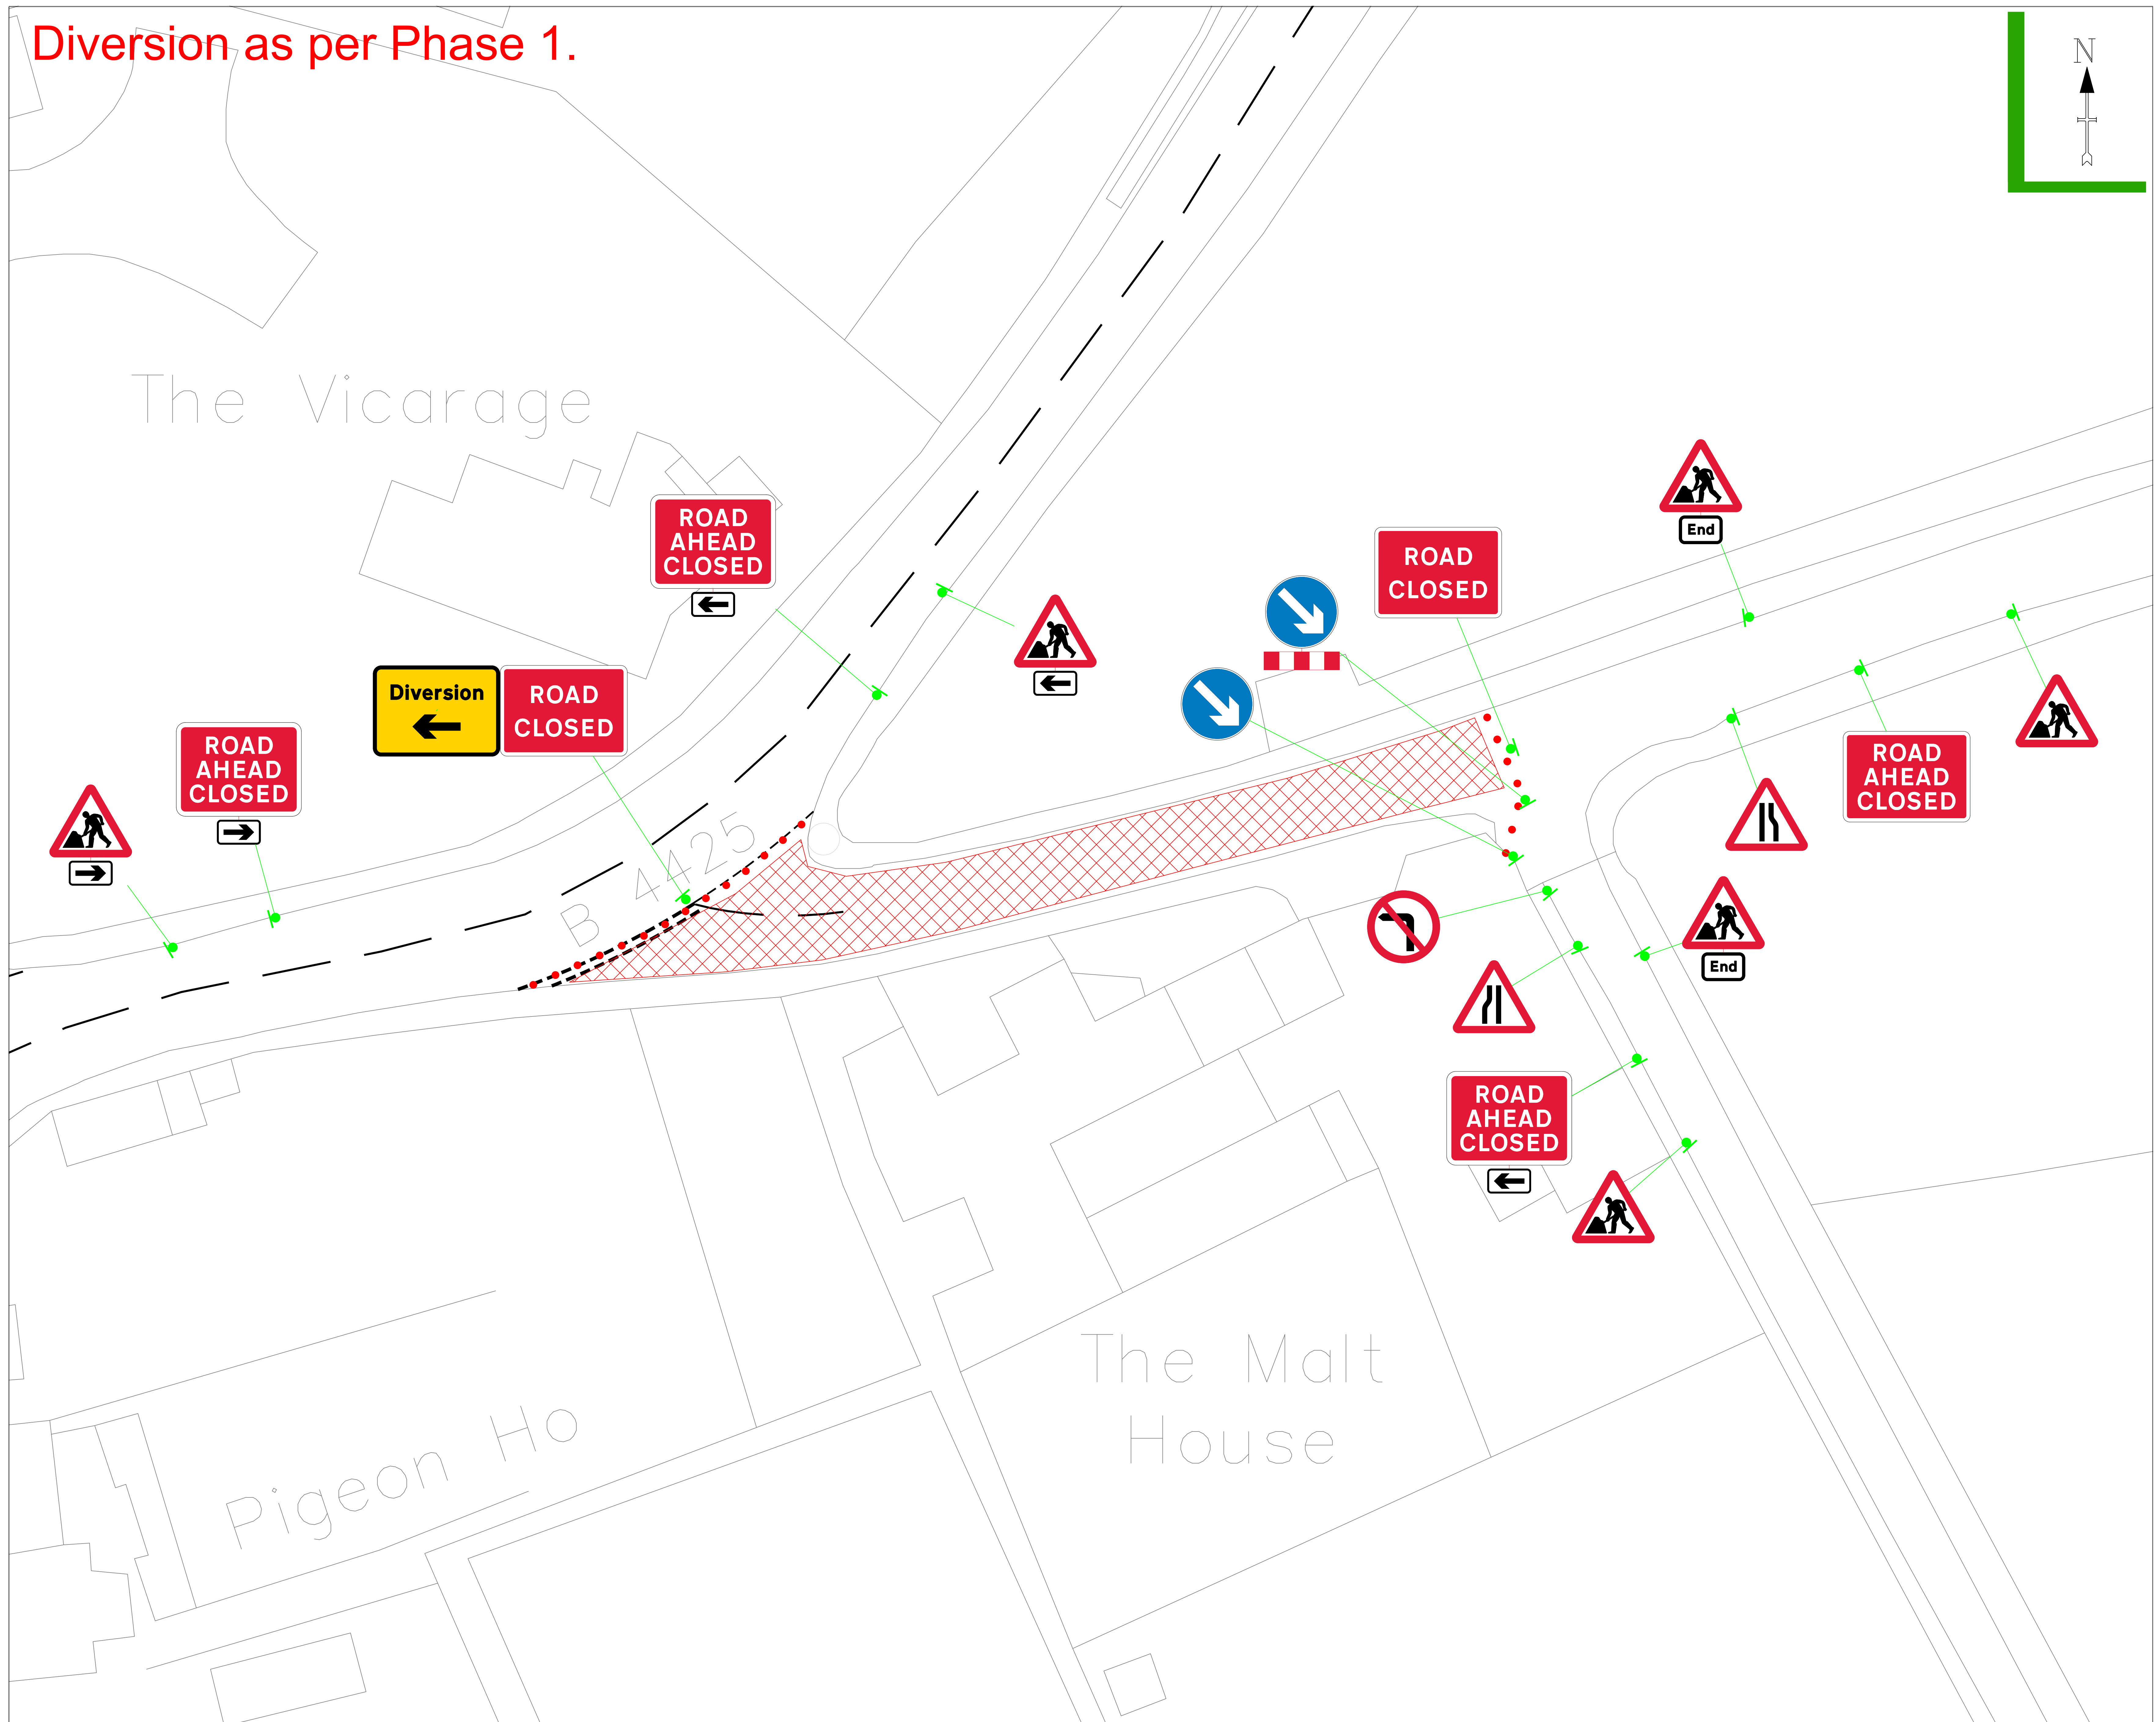 Diversion as per Phase 1.
N
The Vicarage
End
ROAD
AHEAD
CLOSED
ROAD
CLOSED
Diversion
ROAD
CLOSED
ROAD
AHEAD
CLOSED
ROAD
AHEAD
CLOSED
B 4425
End
ROAD
AHEAD
CLOSED
The Malt
House
Pigeon Ho